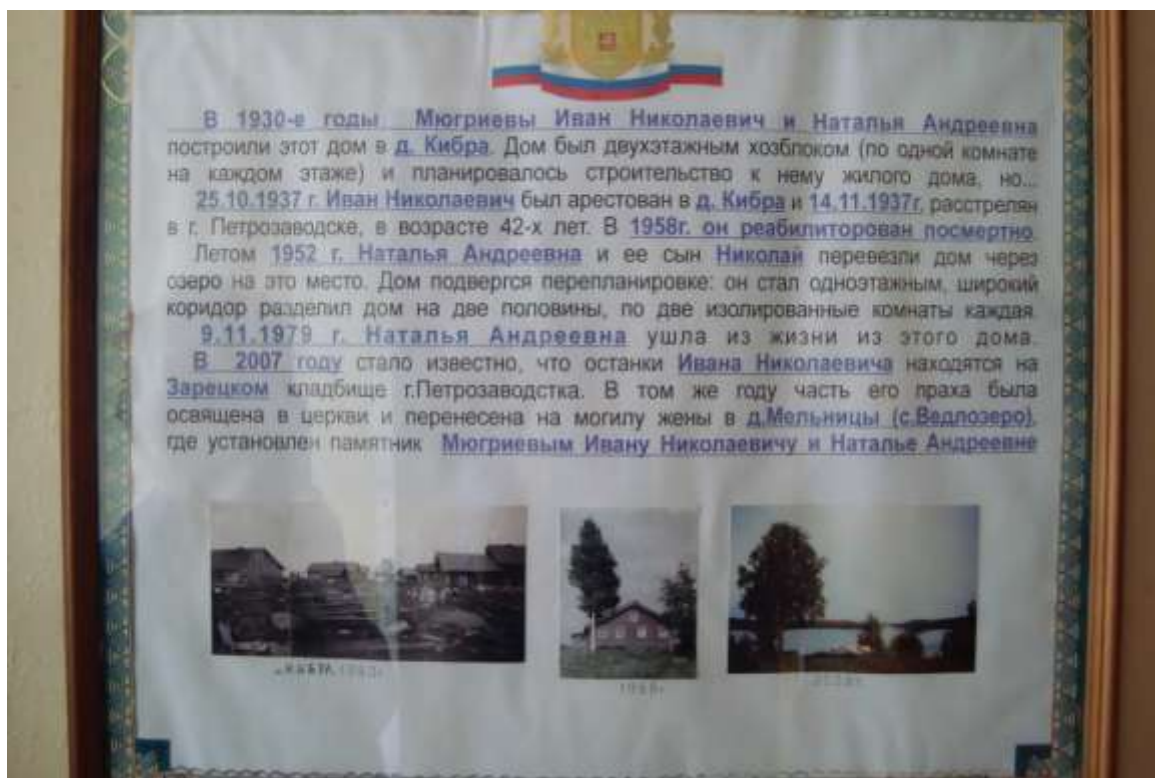 В 1930-е годы Мюгриевы Иван Николаевич и Наталья Андреевна
построили этот дом в д. Кибра. Дом был двухэтажным хозблоком (по одной комнате
на каждом этаже) и планировалось строительство к нему жилого дома, но...
25.10.1937 г. Иван Николаевич был арестован в д. Кибра и 14.11.1937г, расстрелян
в г. Петрозаводске, в возрасте 42-х лет. В 1958г. он реабилиторован посмертно
Летом 1952 г. Наталья Андреевна и ее сын Николай перевезли дом через
озеро на это место. Дом подвергся перепланировке: он стал одноэтажным, широкий
коридор разделил дом на две половины, по две изолированные комнаты каждая.
9.11.1979 г. Наталья Андреевна ушла из жизни из этого дома.
В 2007 году стало известно, что останки Ивана Николаевича находятся на
Зарецком кладбище г.Петрозаводстка. В том же году часть его праха была
освящена в церкви и перенесена на могилу жены в д.Мельницы (с.Ведлозеро),
где установлен памятник Мюгриевым Ивану Николаевичу и Наталье Андреевне